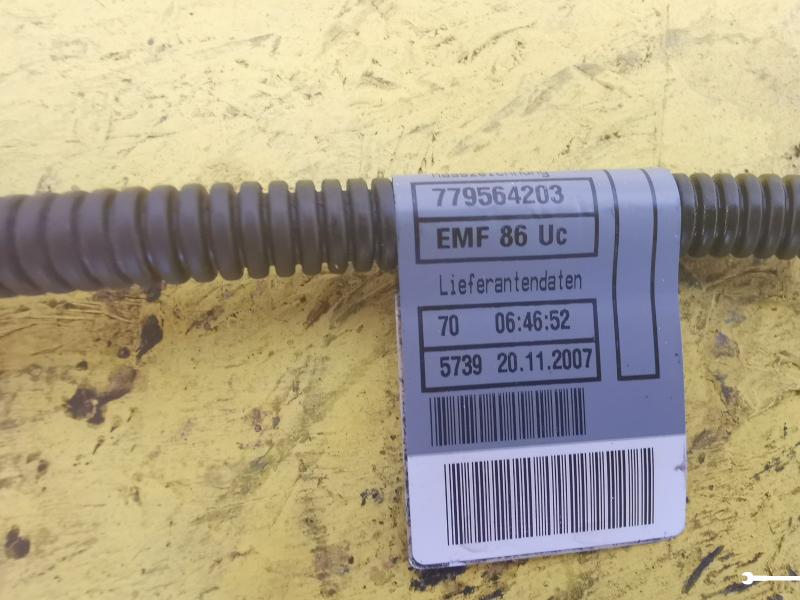 779564203
EMF 86 Uc
Lieferantendaten
70 06:46:52
5739 20.11.2007